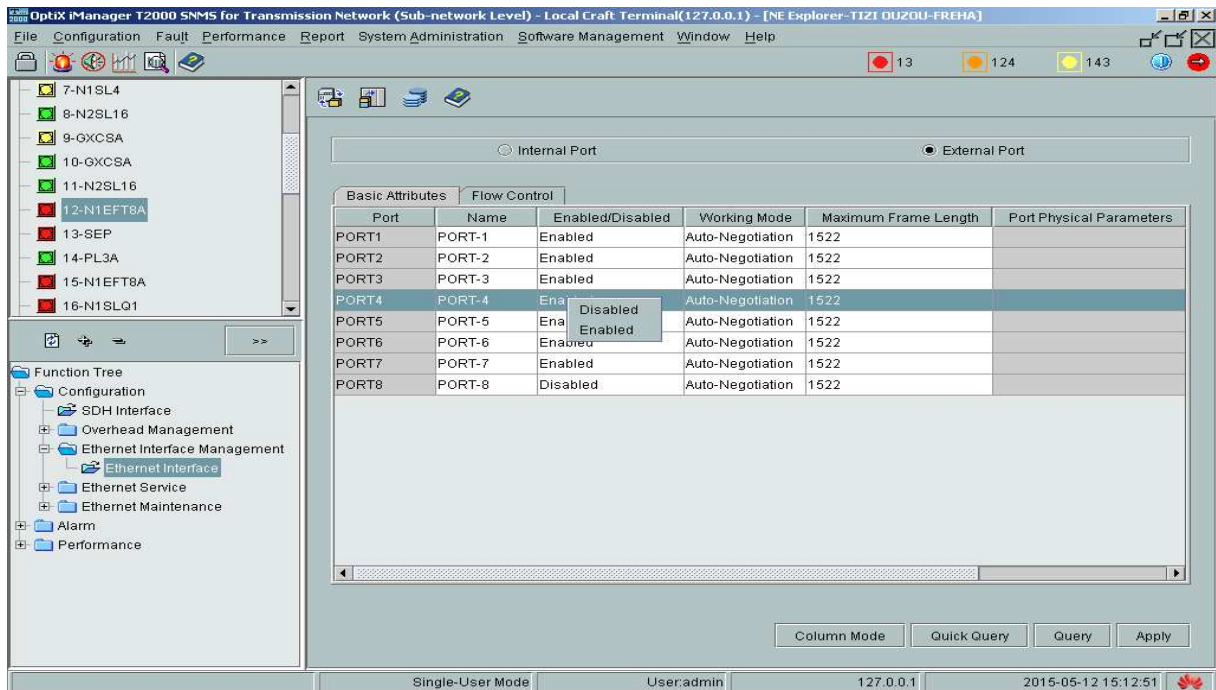 OptiX iManager T2000 SNMS for Transmission Network (Sub-network Level) - Local Craft Terminal(127.0.0.1) - [NE Explorer-TIZI OUZOU-FREHA]
File Configuration Fault Performance Report System Administration Software Management Window Help
13 124 143
7-N1SL4
8-N2SL16
9-GXCSA
10-GXCSA
11-N2SL16
12-N1EFT8A
13-SEP
14-PL3A
15-N1EFT8A
16-N1SLQ1
>>
Function Tree
Configuration
SDH Interface
Overhead Management
Ethernet Interface Management
Ethernet Interface
Ethernet Service
Ethernet Maintenance
Alarm
Performance
Internal Port External Port
Basic Attributes Flow Control
Port Name Enabled/Disabled Working Mode Maximum Frame Length Port Physical Parameters
PORT1 PORT-1 Enabled Auto-Negotiation 1522
PORT2 PORT-2 Enabled Auto-Negotiation 1522
PORT3 PORT-3 Enabled Auto-Negotiation 1522
PORT4 PORT-4 Auto-Negotiation 1522
Disabled
PORT5 PORT-5 Ena Auto-Negotiation 1522
Enabled
PORT6 PORT-6 Enabled Auto-Negotiation 1522
PORT7 PORT-7 Enabled Auto-Negotiation 1522
PORT8 PORT-8 Disabled Auto-Negotiation 1522
Column Mode Quick Query Query Apply
Single-User Mode User:admin 127.0.0.1 2015-05-12 15:12:51